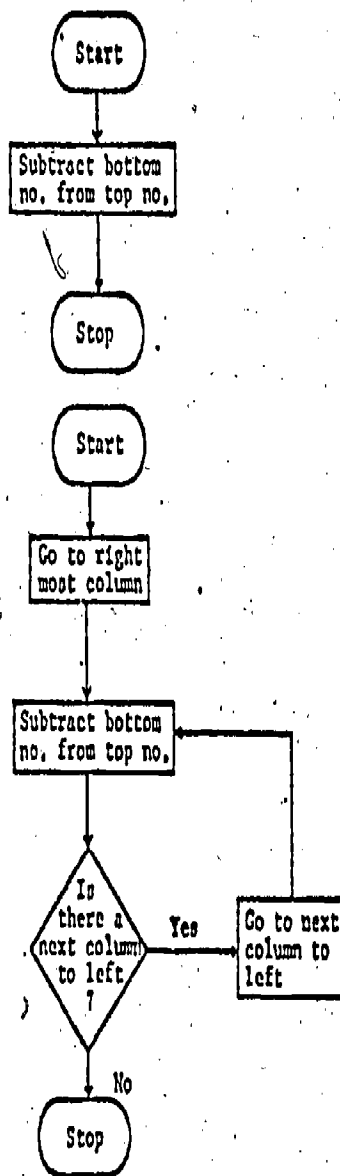 Start
Subtract bottom
no. from top no.
Stop
Start
Go to right
most column
Subtract bottom
no. from top no.
Is
there a
next column
to left
?
Yes
Go to next
column to
left
No
Stop